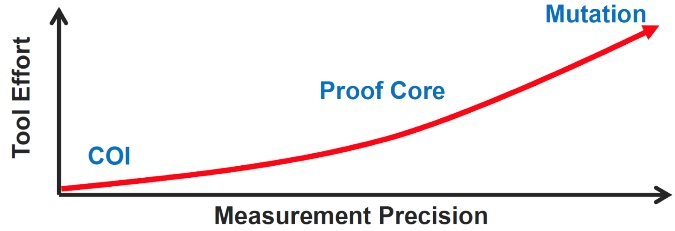 Mutation
Tool Effort
Proof Core
COI
Measurement Precision